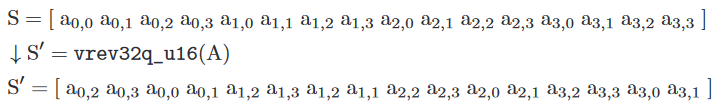 S = [ a₀,₀ a₀,₁ a₀,₂ a₀,₃ a₁,₀ a₁,₁ a₁,₂ a₁,₃ a₂,₀ a₂,₁ a₂,₂ a₂,₃ a₃,₀ a₃,₁ a₃,₂ a₃,₃ ]
↓ S′ = vrev32q_u16(A)
S′ = [ a₀,₂ a₀,₃ a₀,₀ a₀,₁ a₁,₂ a₁,₃ a₁,₂ a₁,₁ a₂,₂ a₂,₃ a₂,₀ a₂,₁ a₃,₂ a₃,₃ a₃,₀ a₃,₁ ]